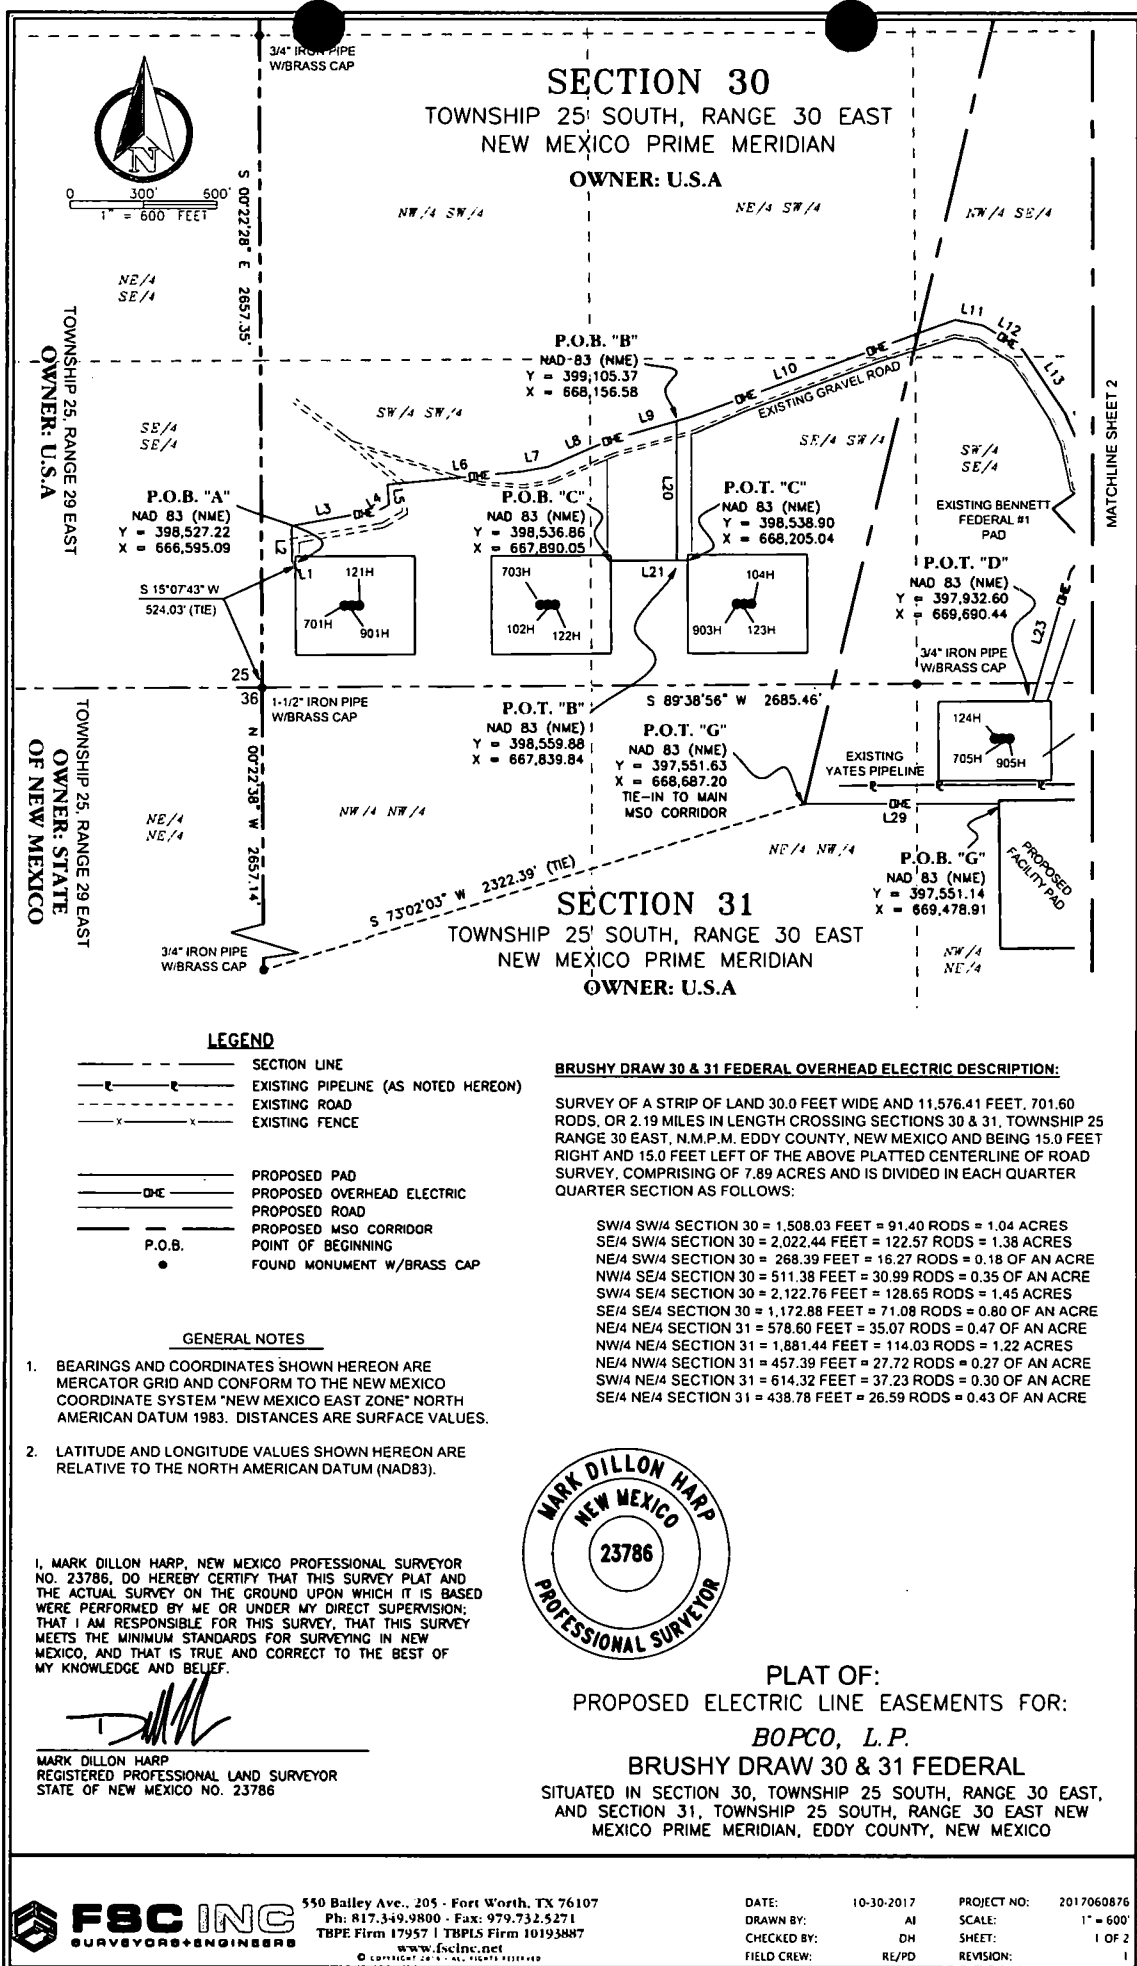 3/4" IRON PIPE
W/BRASS CAP
SECTION 30
TOWNSHIP 25 SOUTH, RANGE 30 EAST
NEW MEXICO PRIME MERIDIAN
OWNER: U.S.A
N
0 300' 600'
1" = 600 FEET
S 00°22'28" E 2657.35'
NW/4 SW/4
NE/4 SW/4
NW/4 SE/4
NE/4
SE/4
TOWNSHIP 25, RANGE 29 EAST
OWNER: U.S.A
P.O.B. "B"
NAD 83 (NME)
Y = 399,105.37
X = 668,156.58
L11
L12
OHE
L13
OHE
L10
OHE
EXISTING GRAVEL ROAD
MATCHLINE SHEET 2
SE/4
SE/4
SW/4 SW/4
L9
OHE
L8
L7
L6
OHE
SE/4 SW/4
SW/4
SE/4
P.O.B. "A"
NAD 83 (NME)
Y = 398,527.22
X = 666,595.09
L3
OHE
L4
L5
L2
L1
P.O.B. "C"
NAD 83 (NME)
Y = 398,536.86
X = 667,890.05
L20
P.O.T. "C"
NAD 83 (NME)
Y = 398,538.90
X = 668,205.04
EXISTING BENNETT
FEDERAL #1
PAD
P.O.T. "D"
NAD 83 (NME)
Y = 397,932.60
X = 669,690.44
OHE
L23
S 15°07'43" W
524.03' (TIE)
121H
701H
901H
703H
102H
122H
L21
104H
903H
123H
3/4" IRON PIPE
W/BRASS CAP
25
36
1-1/2" IRON PIPE
W/BRASS CAP
S 89°38'56" W 2685.46'
P.O.T. "B"
NAD 83 (NME)
Y = 398,559.88
X = 667,839.84
P.O.T. "G"
NAD 83 (NME)
Y = 397,551.63
X = 668,687.20
TIE-IN TO MAIN
MSO CORRIDOR
124H
705H
905H
EXISTING
YATES PIPELINE
OHE
L29
TOWNSHIP 25, RANGE 29 EAST
OWNER: STATE
OF NEW MEXICO
N 00°22'38" W 2657.14'
NE/4
NE/4
NW/4 NW/4
NE/4 NW/4
P.O.B. "G"
NAD 83 (NME)
Y = 397,551.14
X = 669,478.91
PROPOSED
FACILITY PAD
S 73°02'03" W 2322.39' (TIE)
SECTION 31
TOWNSHIP 25 SOUTH, RANGE 30 EAST
NEW MEXICO PRIME MERIDIAN
OWNER: U.S.A
3/4" IRON PIPE
W/BRASS CAP
NW/4
NE/4
LEGEND
SECTION LINE
EXISTING PIPELINE (AS NOTED HEREON)
EXISTING ROAD
x x EXISTING FENCE
PROPOSED PAD
OHE PROPOSED OVERHEAD ELECTRIC
PROPOSED ROAD
PROPOSED MSO CORRIDOR
P.O.B. POINT OF BEGINNING
FOUND MONUMENT W/BRASS CAP
GENERAL NOTES
1. BEARINGS AND COORDINATES SHOWN HEREON ARE
MERCATOR GRID AND CONFORM TO THE NEW MEXICO
COORDINATE SYSTEM "NEW MEXICO EAST ZONE" NORTH
AMERICAN DATUM 1983. DISTANCES ARE SURFACE VALUES.
2. LATITUDE AND LONGITUDE VALUES SHOWN HEREON ARE
RELATIVE TO THE NORTH AMERICAN DATUM (NAD83).
BRUSHY DRAW 30 & 31 FEDERAL OVERHEAD ELECTRIC DESCRIPTION:
SURVEY OF A STRIP OF LAND 30.0 FEET WIDE AND 11,576.41 FEET, 701.60
RODS, OR 2.19 MILES IN LENGTH CROSSING SECTIONS 30 & 31, TOWNSHIP 25
RANGE 30 EAST, N.M.P.M. EDDY COUNTY, NEW MEXICO AND BEING 15.0 FEET
RIGHT AND 15.0 FEET LEFT OF THE ABOVE PLATTED CENTERLINE OF ROAD
SURVEY, COMPRISING OF 7.89 ACRES AND IS DIVIDED IN EACH QUARTER
QUARTER SECTION AS FOLLOWS:
SW/4 SW/4 SECTION 30 = 1,508.03 FEET = 91.40 RODS = 1.04 ACRES
SE/4 SW/4 SECTION 30 = 2,022.44 FEET = 122.57 RODS = 1.38 ACRES
NE/4 SW/4 SECTION 30 = 268.39 FEET = 16.27 RODS = 0.18 OF AN ACRE
NW/4 SE/4 SECTION 30 = 511.38 FEET = 30.99 RODS = 0.35 OF AN ACRE
SW/4 SE/4 SECTION 30 = 2,122.76 FEET = 128.65 RODS = 1.45 ACRES
SE/4 SE/4 SECTION 30 = 1,172.88 FEET = 71.08 RODS = 0.80 OF AN ACRE
NE/4 NE/4 SECTION 31 = 578.60 FEET = 35.07 RODS = 0.47 OF AN ACRE
NW/4 NE/4 SECTION 31 = 1,881.44 FEET = 114.03 RODS = 1.22 ACRES
NE/4 NW/4 SECTION 31 = 457.39 FEET = 27.72 RODS = 0.27 OF AN ACRE
SW/4 NE/4 SECTION 31 = 614.32 FEET = 37.23 RODS = 0.30 OF AN ACRE
SE/4 NE/4 SECTION 31 = 438.78 FEET = 26.59 RODS = 0.43 OF AN ACRE
MARK DILLON HARP
NEW MEXICO
23786
PROFESSIONAL SURVEYOR
I, MARK DILLON HARP, NEW MEXICO PROFESSIONAL SURVEYOR
NO. 23786, DO HEREBY CERTIFY THAT THIS SURVEY PLAT AND
THE ACTUAL SURVEY ON THE GROUND UPON WHICH IT IS BASED
WERE PERFORMED BY ME OR UNDER MY DIRECT SUPERVISION;
THAT I AM RESPONSIBLE FOR THIS SURVEY, THAT THIS SURVEY
MEETS THE MINIMUM STANDARDS FOR SURVEYING IN NEW
MEXICO, AND THAT IS TRUE AND CORRECT TO THE BEST OF
MY KNOWLEDGE AND BELIEF.
MARK DILLON HARP
REGISTERED PROFESSIONAL LAND SURVEYOR
STATE OF NEW MEXICO NO. 23786
PLAT OF:
PROPOSED ELECTRIC LINE EASEMENTS FOR:
BOPCO, L.P.
BRUSHY DRAW 30 & 31 FEDERAL
SITUATED IN SECTION 30, TOWNSHIP 25 SOUTH, RANGE 30 EAST,
AND SECTION 31, TOWNSHIP 25 SOUTH, RANGE 30 EAST NEW
MEXICO PRIME MERIDIAN, EDDY COUNTY, NEW MEXICO
FSC INC
SURVEYORS+ENGINEERS
550 Bailey Ave., 205 - Fort Worth, TX 76107
Ph: 817.349.9800 - Fax: 979.732.5271
TBPE Firm 17957 | TBPLS Firm 10193887
www.fscinc.net
DATE: 10-30-2017
DRAWN BY: AI
CHECKED BY: DH
FIELD CREW: RE/PD
PROJECT NO: 2017060876
SCALE: 1" = 600'
SHEET: 1 OF 2
REVISION: 1